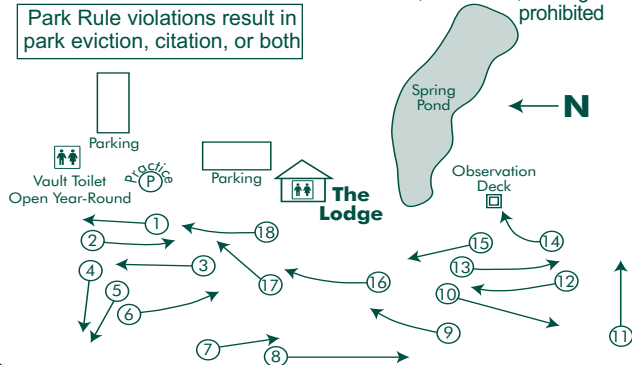 prohibited
Park Rule violations result in
park eviction, citation, or both
Spring
Pond
N
Parking
Vault Toilet
Open Year-Round
Practice
P
Parking
The
Lodge
Observation
Deck
1
2
18
3
4
5
6
17
16
15
14
13
12
10
9
11
7
8